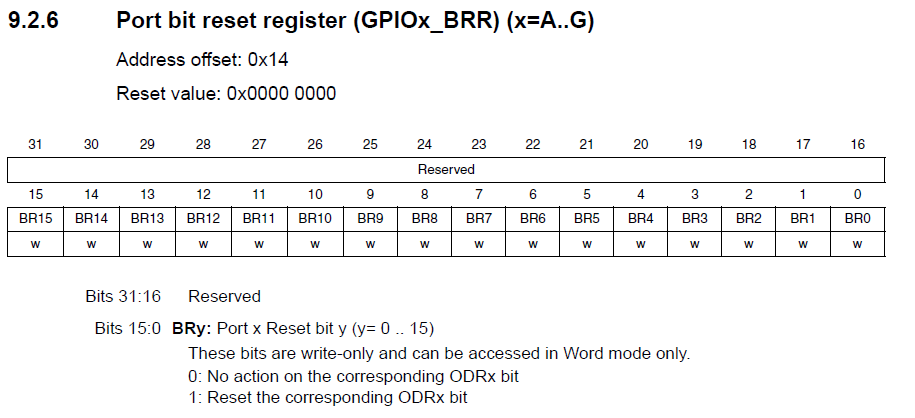 9.2.6 Port bit reset register (GPIOx_BRR) (x=A..G)
Address offset: 0x14
Reset value: 0x0000 0000
31 30 29 28 27 26 25 24 23 22 21 20 19 18 17 16
Reserved
15 14 13 12 11 10 9 8 7 6 5 4 3 2 1 0
BR15 BR14 BR13 BR12 BR11 BR10 BR9 BR8 BR7 BR6 BR5 BR4 BR3 BR2 BR1 BR0
w w w w w w w w w w w w w w w w
Bits 31:16 Reserved
Bits 15:0 BRy: Port x Reset bit y (y= 0 .. 15)
These bits are write-only and can be accessed in Word mode only.
0: No action on the corresponding ODRx bit
1: Reset the corresponding ODRx bit